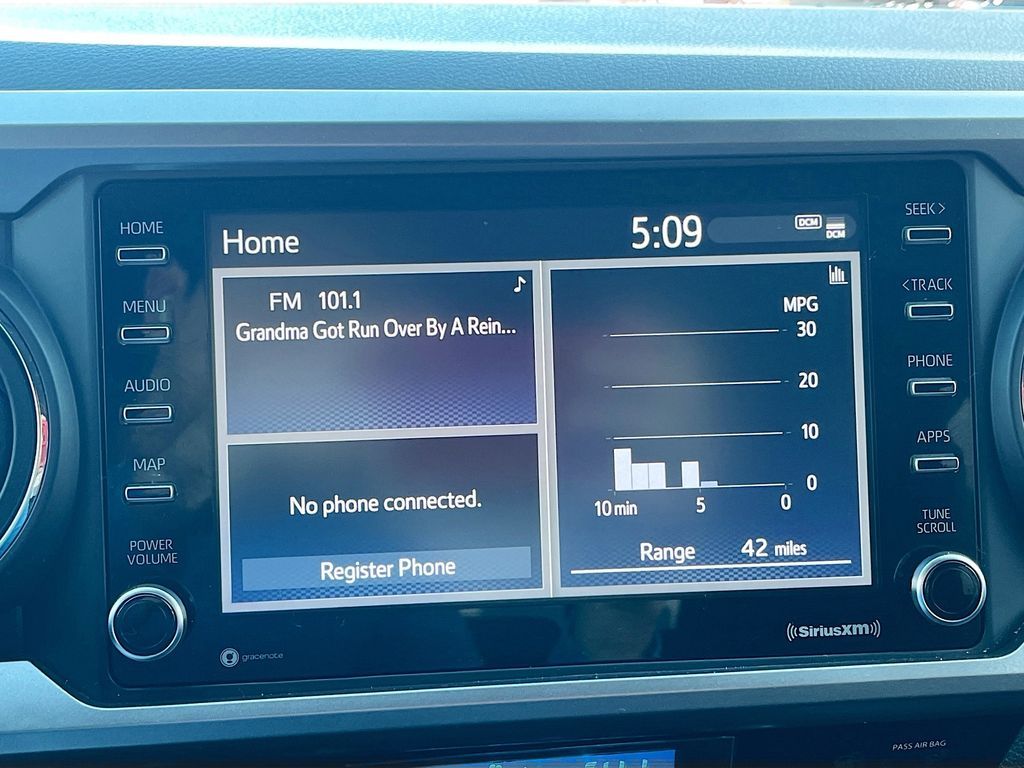 HOME
MENU
AUDIO
MAP
POWER
VOLUME
Home
5:09
DCM
DCM
FM 101.1
Grandma Got Run Over By A Rein...
No phone connected.
Register Phone
MPG
30
20
10
0
10 min 5 0
Range 42 miles
SEEK >
< TRACK
PHONE
APPS
TUNE
SCROLL
gracenote
((SiriusXM))
PASS AIR BAG